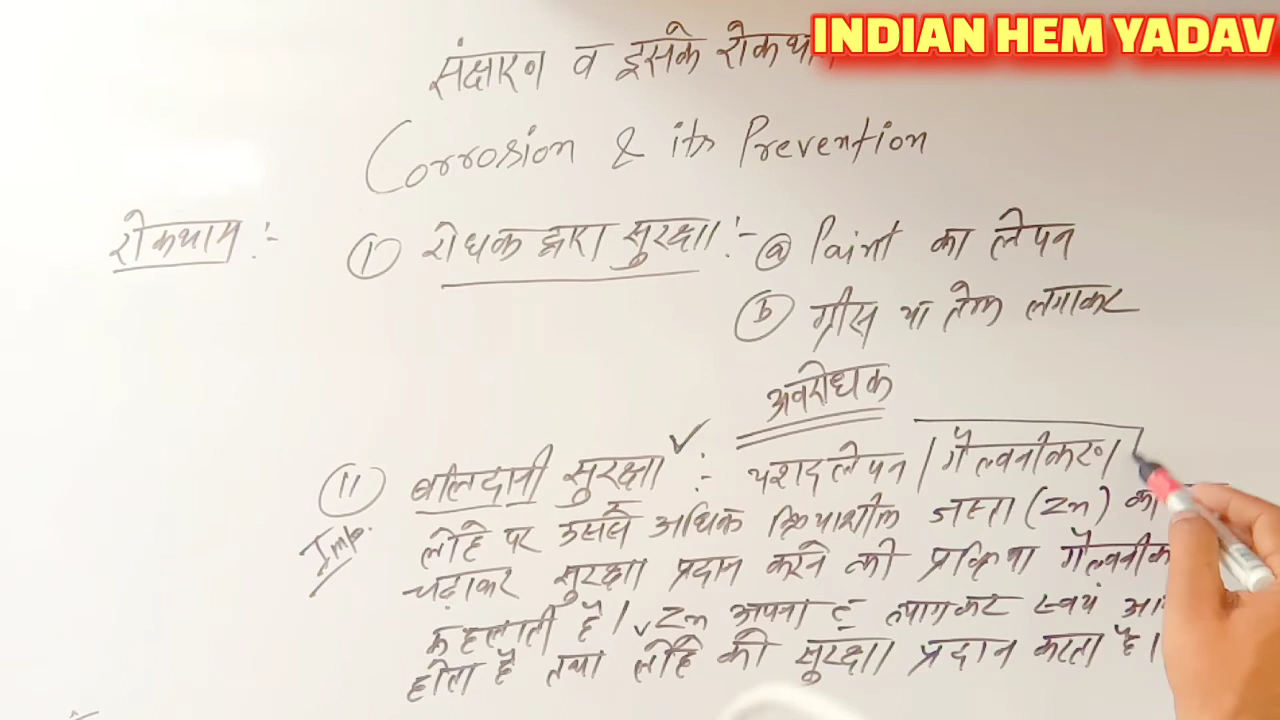 INDIAN HEM YADAV
संक्षारण व इसके रोकथाम
Corrosion & its Prevention
रोकथाम :- (I) रोधक द्वारा सुरक्षा :- (a) Paint का लेपन
(b) ग्रीस या तेल लगाकर
अवरोधक
(II) बलिदानी सुरक्षा ✓ :- यशदलेपन / गैल्वनीकरण
Imp. लोहे पर उससे अधिक क्रियाशील जस्ता (Zn) का
चढ़ाकर सुरक्षा प्रदान करने की प्रक्रिया गैल्वनीक
कहलाती है। ✓ Zn अपना e⁻ त्यागकर स्वयं
होता है तथा लोहे की सुरक्षा प्रदान करता है।